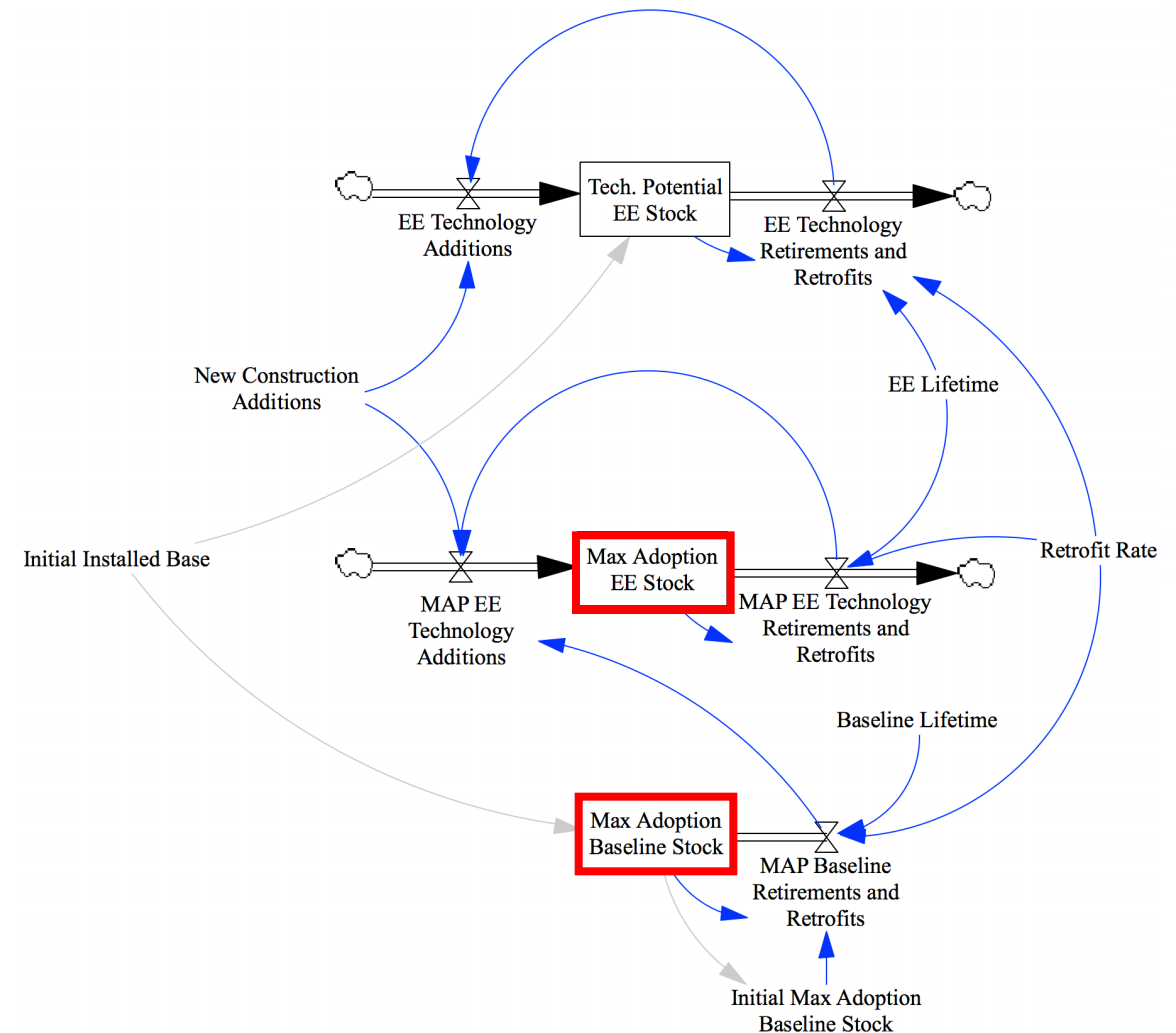 Tech. Potential
EE Stock
EE Technology
Additions
EE Technology
Retirements and
Retrofits
New Construction
Additions
EE Lifetime
Initial Installed Base
Max Adoption
EE Stock
Retrofit Rate
MAP EE
Technology
Additions
MAP EE Technology
Retirements and
Retrofits
Baseline Lifetime
Max Adoption
Baseline Stock
MAP Baseline
Retirements and
Retrofits
Initial Max Adoption
Baseline Stock